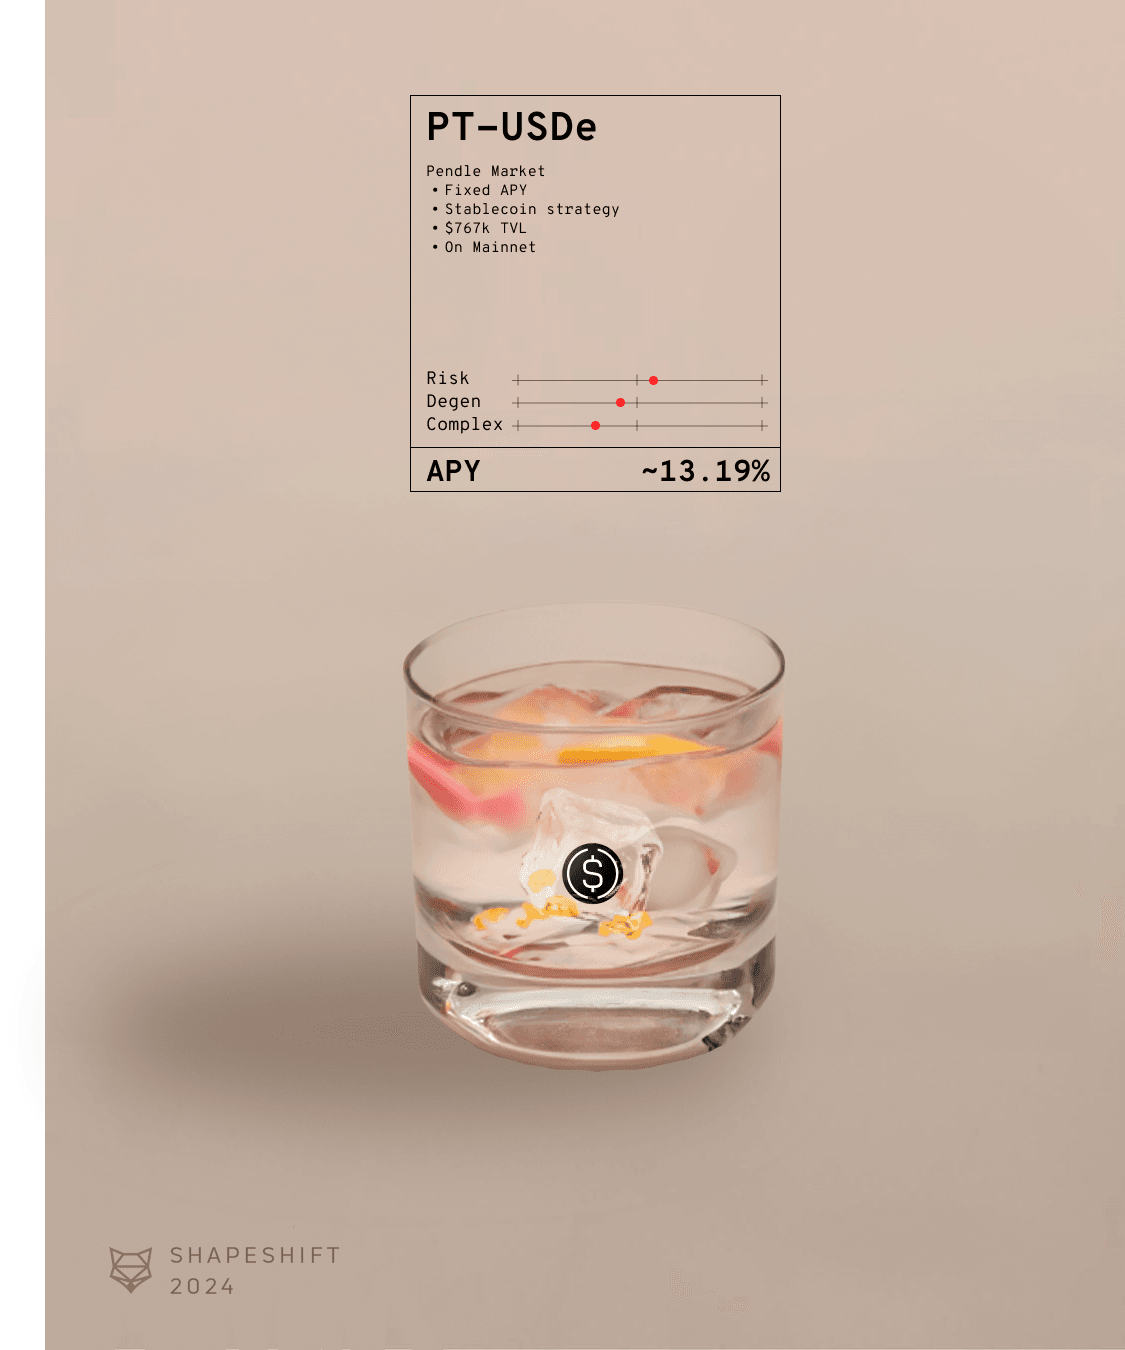 PT-USDe
Pendle Market
• Fixed APY
• Stablecoin strategy
• $767k TVL
• On Mainnet
Risk
Degen
Complex
APY ~13.19%
$
SHAPESHIFT
2024